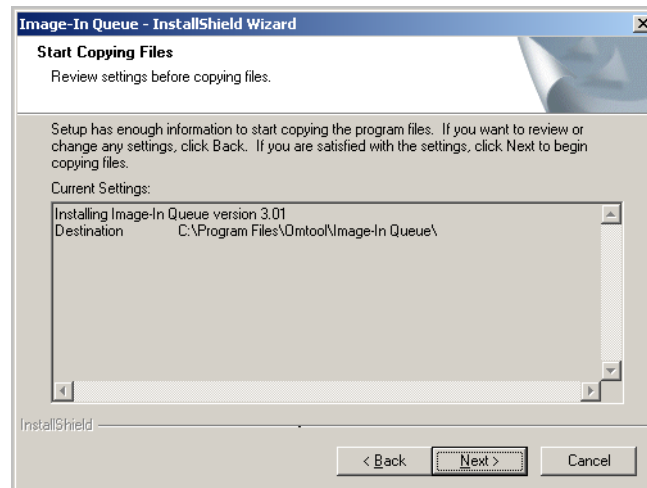 Image-In Queue - InstallShield Wizard
Start Copying Files
Review settings before copying files.
Setup has enough information to start copying the program files.  If you want to review or
change any settings, click Back.  If you are satisfied with the settings, click Next to begin
copying files.
Current Settings:
Installing Image-In Queue version 3.01
Destination C:\Program Files\Omtool\Image-In Queue\
InstallShield
< Back Next > Cancel